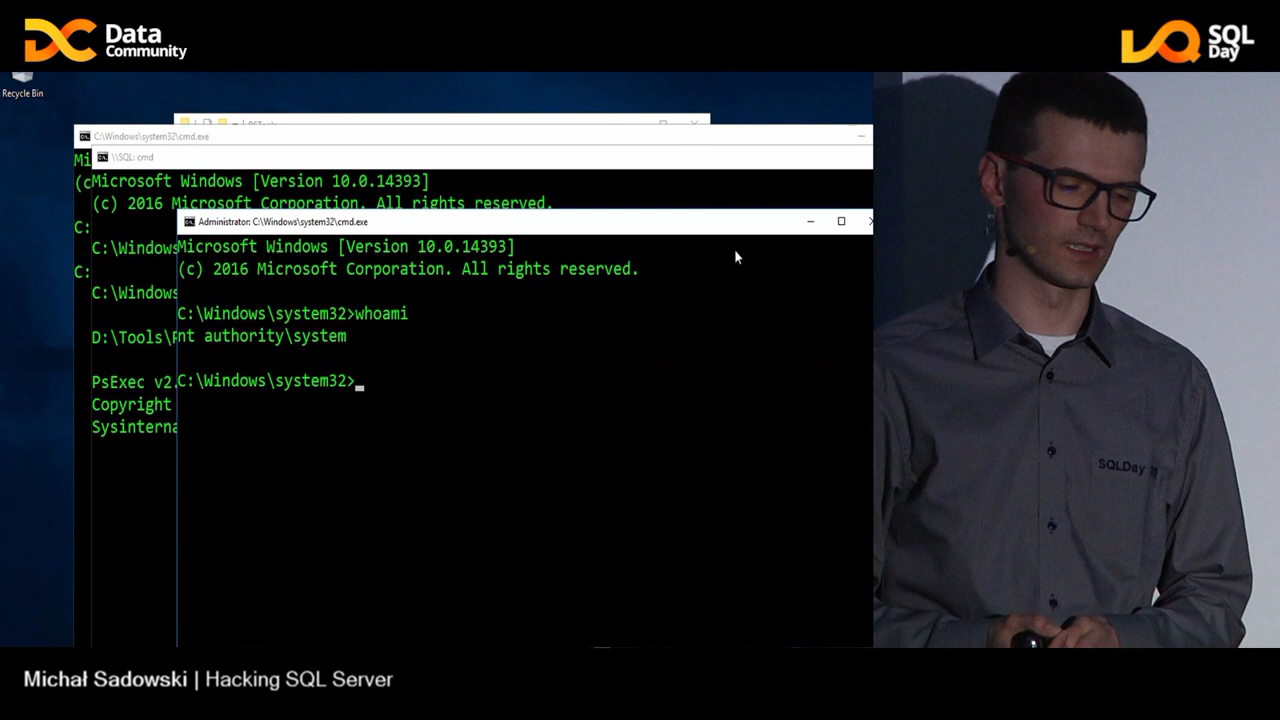 Data
Community
SQL
Day
Recycle Bin
C:\Windows\system32\cmd.exe
\\SQL: cmd
Mi
Microsoft Windows [Version 10.0.14393]
(c
(c) 2016 Microsoft Corporation. All rights reserved.
Administrator: C:\Windows\system32\cmd.exe
C:
C:\Windows
Microsoft Windows [Version 10.0.14393]
(c) 2016 Microsoft Corporation. All rights reserved.
C:
C:\Windows
C:\Windows\system32>whoami
D:\Tools\
nt authority\system
PsExec v2.
C:\Windows\system32>
Copyright
Sysinterna
SQLDay
Michał Sadowski | Hacking SQL Server